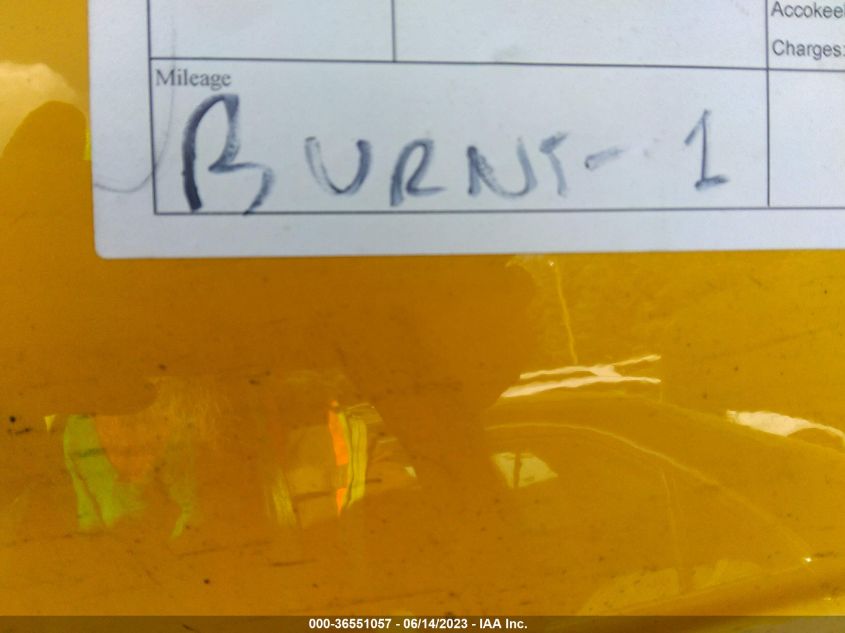 Accokee
Charges:
Mileage
BURNT-1
000-36551057 - 06/14/2023 - IAA Inc.